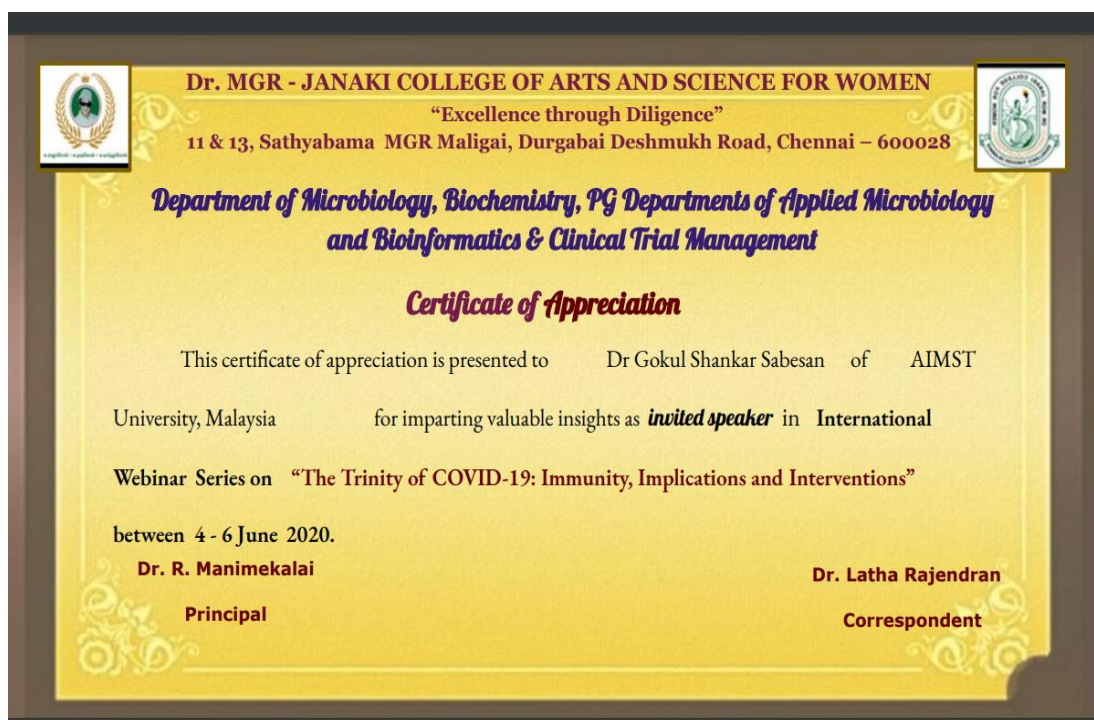 Dr. MGR - JANAKI COLLEGE OF ARTS AND SCIENCE FOR WOMEN
“Excellence through Diligence”
11 & 13, Sathyabama MGR Maligai, Durgabai Deshmukh Road, Chennai – 600028
Department of Microbiology, Biochemistry, PG Departments of Applied Microbiology
and Bioinformatics & Clinical Trial Management
Certificate of Appreciation
This certificate of appreciation is presented to Dr Gokul Shankar Sabesan of AIMST
University, Malaysia for imparting valuable insights as invited speaker in International
Webinar Series on “The Trinity of COVID-19: Immunity, Implications and Interventions”
between 4 - 6 June 2020.
Dr. R. Manimekalai
Principal
Dr. Latha Rajendran
Correspondent